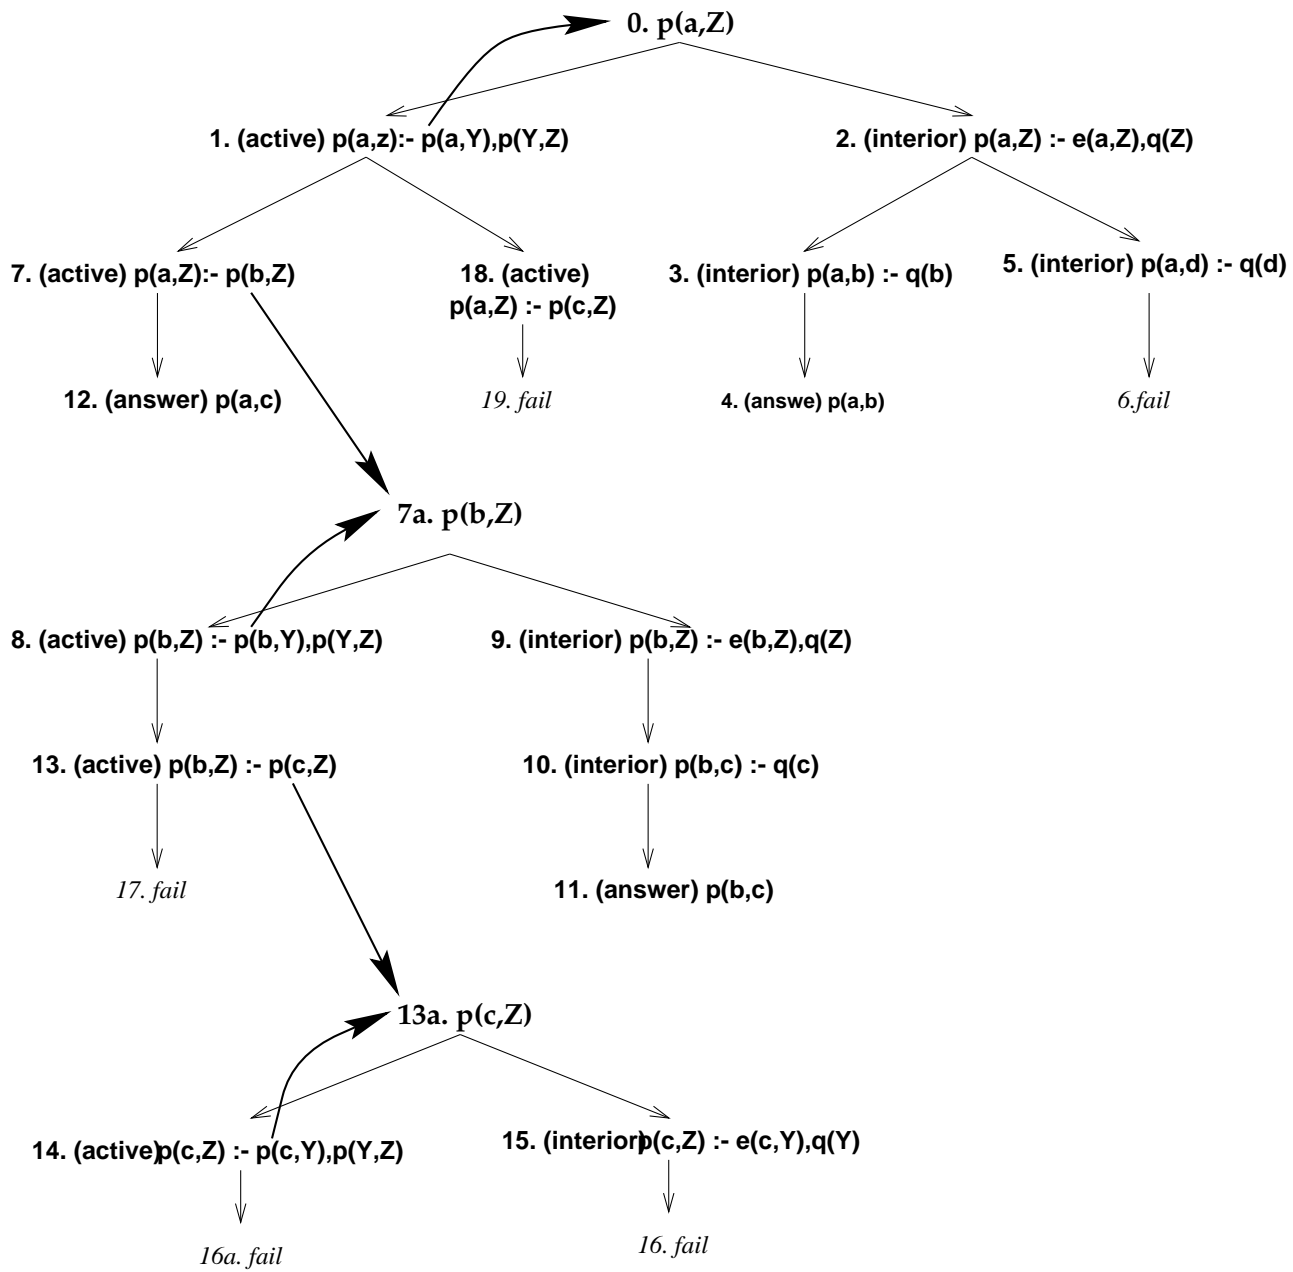 0. p(a,Z)
1. (active) p(a,z):- p(a,Y),p(Y,Z)
2. (interior) p(a,Z) :- e(a,Z),q(Z)
7. (active) p(a,Z):- p(b,Z)
18. (active)
p(a,Z) :- p(c,Z)
3. (interior) p(a,b) :- q(b)
5. (interior) p(a,d) :- q(d)
12. (answer) p(a,c)
19. fail
4. (answe) p(a,b)
6.fail
7a. p(b,Z)
8. (active) p(b,Z) :- p(b,Y),p(Y,Z)
9. (interior) p(b,Z) :- e(b,Z),q(Z)
13. (active) p(b,Z) :- p(c,Z)
10. (interior) p(b,c) :- q(c)
17. fail
11. (answer) p(b,c)
13a. p(c,Z)
14. (active)p(c,Z) :- p(c,Y),p(Y,Z)
15. (interior)p(c,Z) :- e(c,Y),q(Y)
16a. fail
16. fail